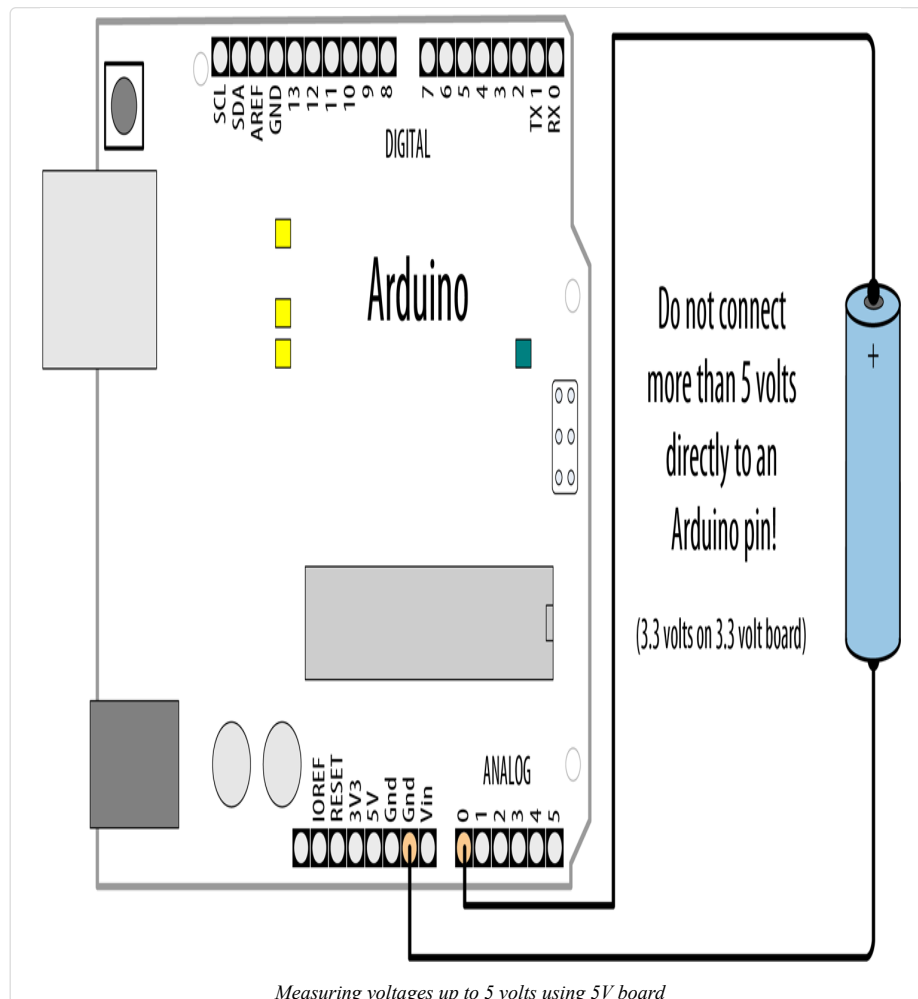 SCL
SDA
AREF
GND
13
12
11
10
9
8
7
6
5
4
3
2
TX 1
RX 0
DIGITAL
Arduino
Do not connect
more than 5 volts
directly to an
Arduino pin!
(3.3 volts on 3.3 volt board)
+
ANALOG
IOREF
RESET
3V3
5V
Gnd
Gnd
Vin
0
1
2
3
4
5
Measuring voltages up to 5 volts using 5V board